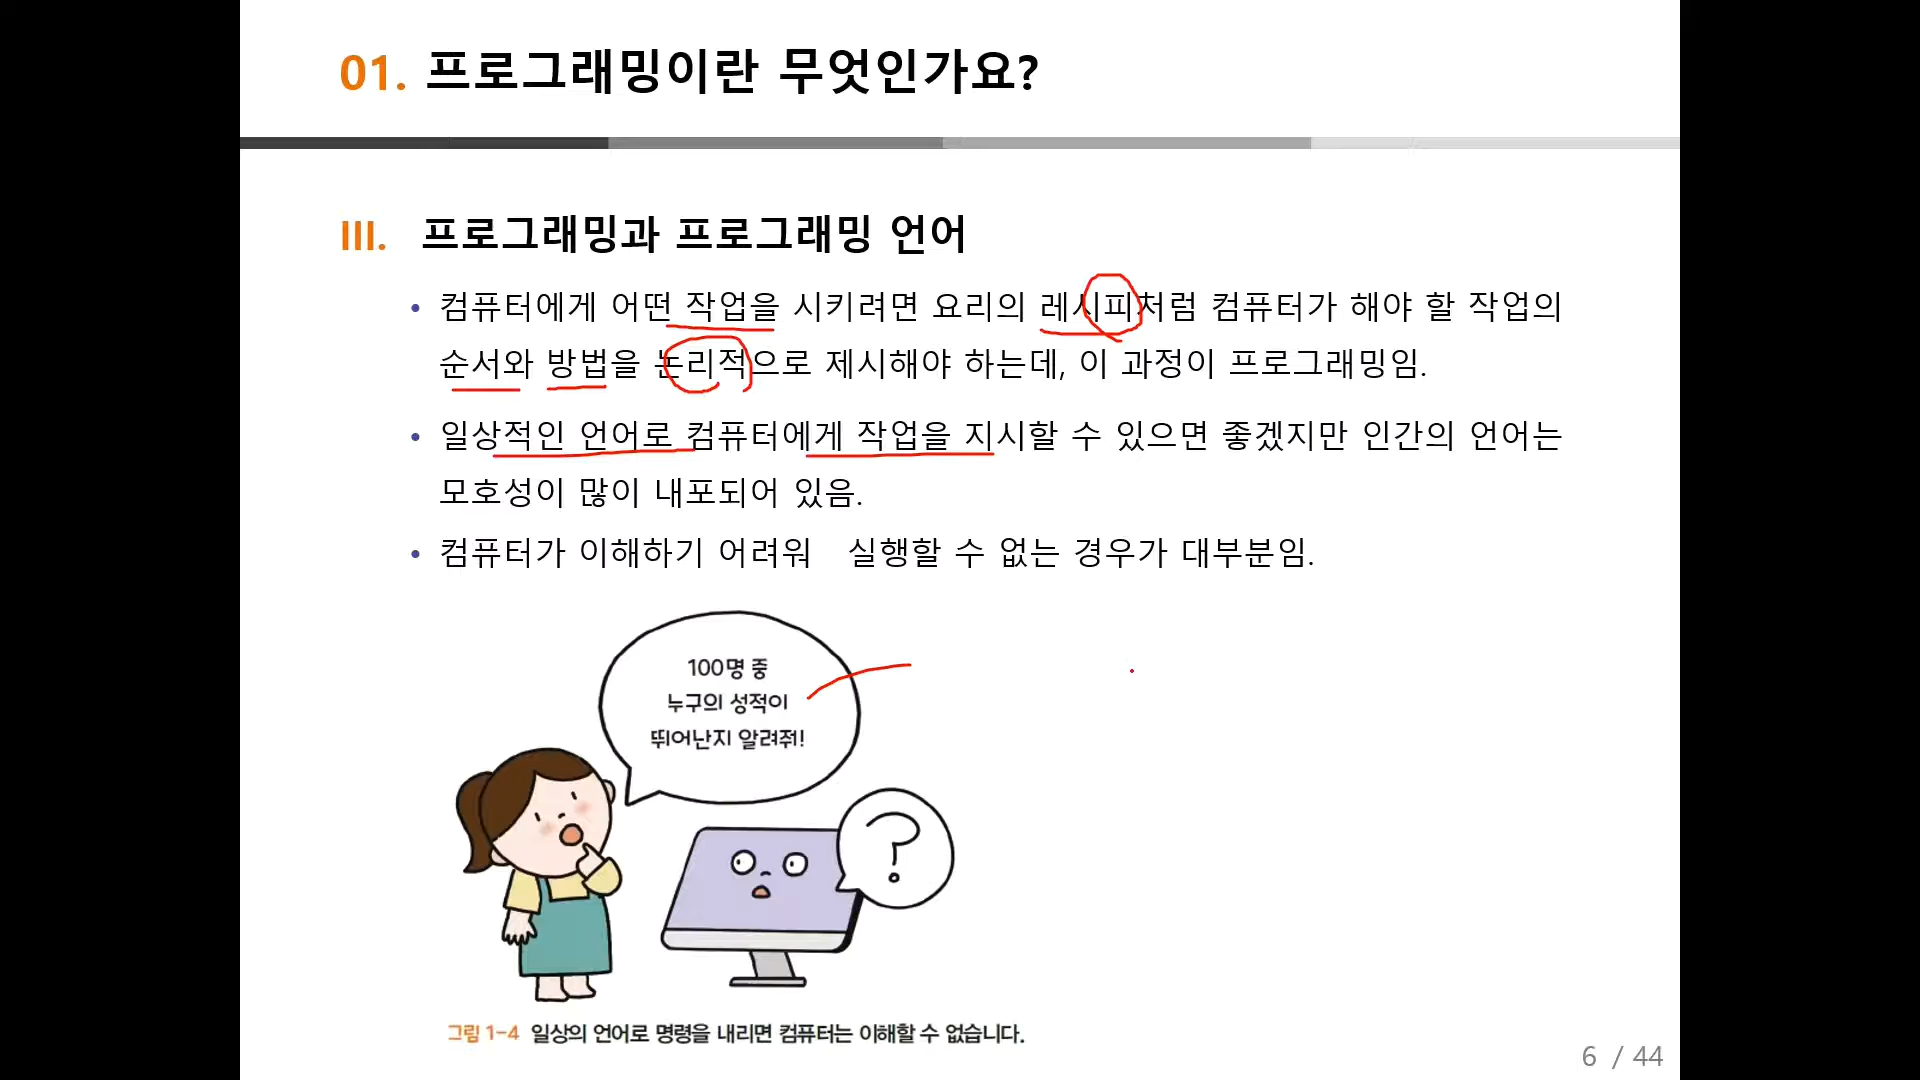 01. 프로그래밍이란 무엇인가요?
III. 프로그래밍과 프로그래밍 언어
• 컴퓨터에게 어떤 작업을 시키려면 요리의 레시피처럼 컴퓨터가 해야 할 작업의
순서와 방법을 논리적으로 제시해야 하는데, 이 과정이 프로그래밍임.
• 일상적인 언어로 컴퓨터에게 작업을 지시할 수 있으면 좋겠지만 인간의 언어는
모호성이 많이 내포되어 있음.
• 컴퓨터가 이해하기 어려워 실행할 수 없는 경우가 대부분임.
100명 중
누구의 성적이
뛰어난지 알려줘!
?
그림 1-4 일상의 언어로 명령을 내리면 컴퓨터는 이해할 수 없습니다.
6 / 44